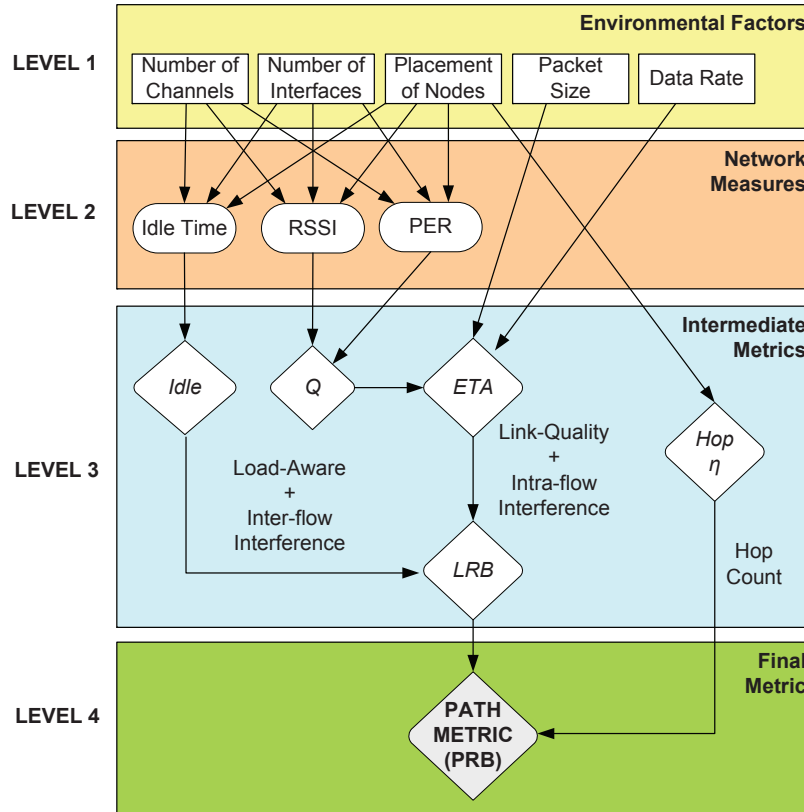 Environmental Factors
LEVEL 1
Number of
Channels
Number of
Interfaces
Placement
of Nodes
Packet
Size
Data Rate
Network
Measures
LEVEL 2
Idle Time
RSSI
PER
Intermediate
Metrics
Idle
Q
ETA
Hop
η
LEVEL 3
Load-Aware
+
Inter-flow
Interference
Link-Quality
+
Intra-flow
Interference
LRB
Hop
Count
Final
Metric
LEVEL 4
PATH
METRIC
(PRB)